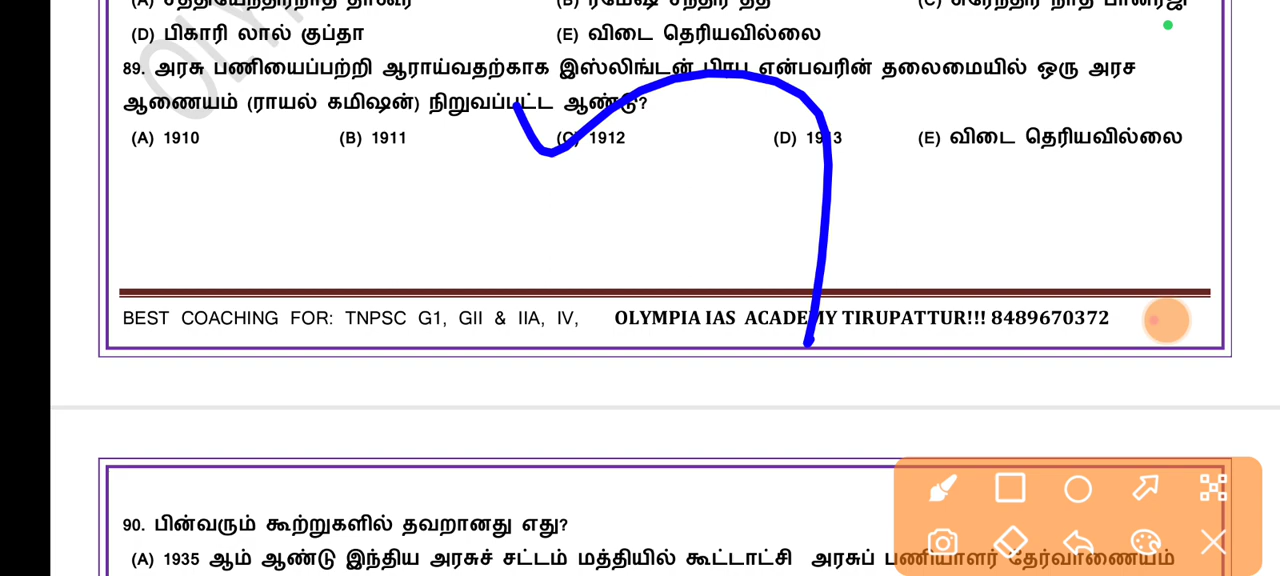 (D) பிகாரி லால் குப்தா (E) விடை தெரியவில்லை
89. அரசு பணியைப்பற்றி ஆராய்வதற்காக இஸ்லிங்டன் பிரபு என்பவரின் தலைமையில் ஒரு அரச
ஆணையம் (ராயல் கமிஷன்) நிறுவப்பட்ட ஆண்டு?
(A) 1910 (B) 1911 (C) 1912 (D) 1913 (E) விடை தெரியவில்லை
BEST COACHING FOR: TNPSC G1, GII & IIA, IV, OLYMPIA IAS ACADEMY TIRUPATTUR!!! 8489670372
90. பின்வரும் கூற்றுகளில் தவறானது எது?
(A) 1935 ஆம் ஆண்டு இந்திய அரசுச் சட்டம் மத்தியில் கூட்டாட்சி அரசுப் பணியாளர் தேர்வாணையம்